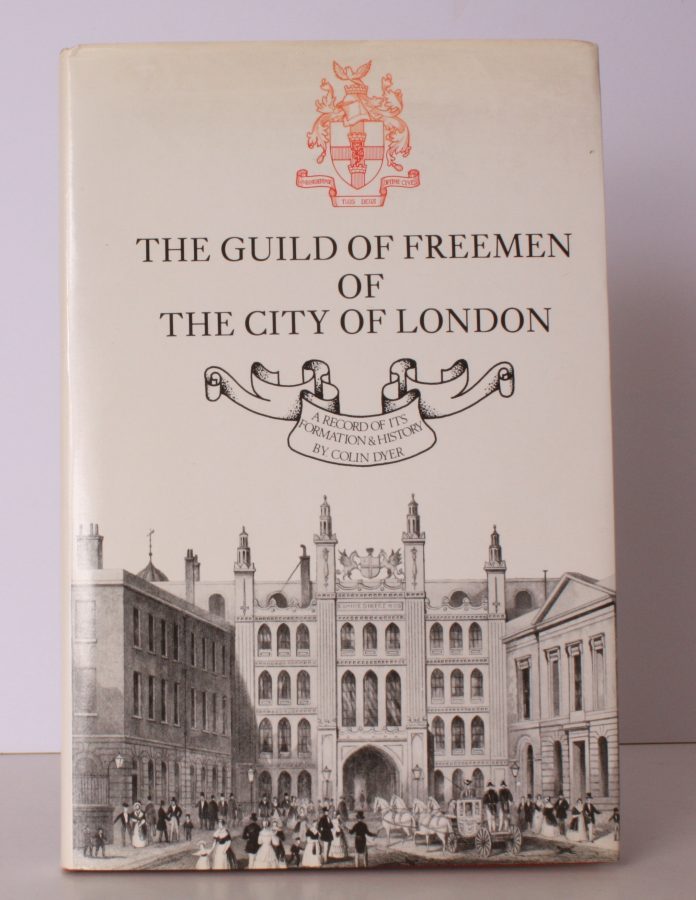 THE GUILD OF FREEMEN
OF
THE CITY OF LONDON
A RECORD OF ITS
FORMATION & HISTORY
BY COLIN DYER